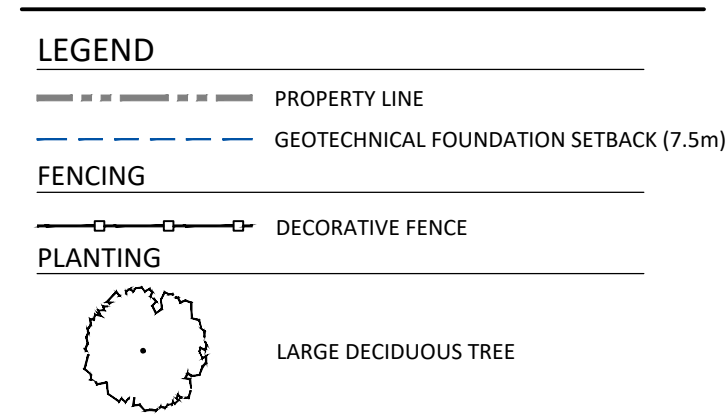 LEGEND
PROPERTY LINE
GEOTECHNICAL FOUNDATION SETBACK (7.5m)
FENCING
DECORATIVE FENCE
PLANTING
LARGE DECIDUOUS TREE